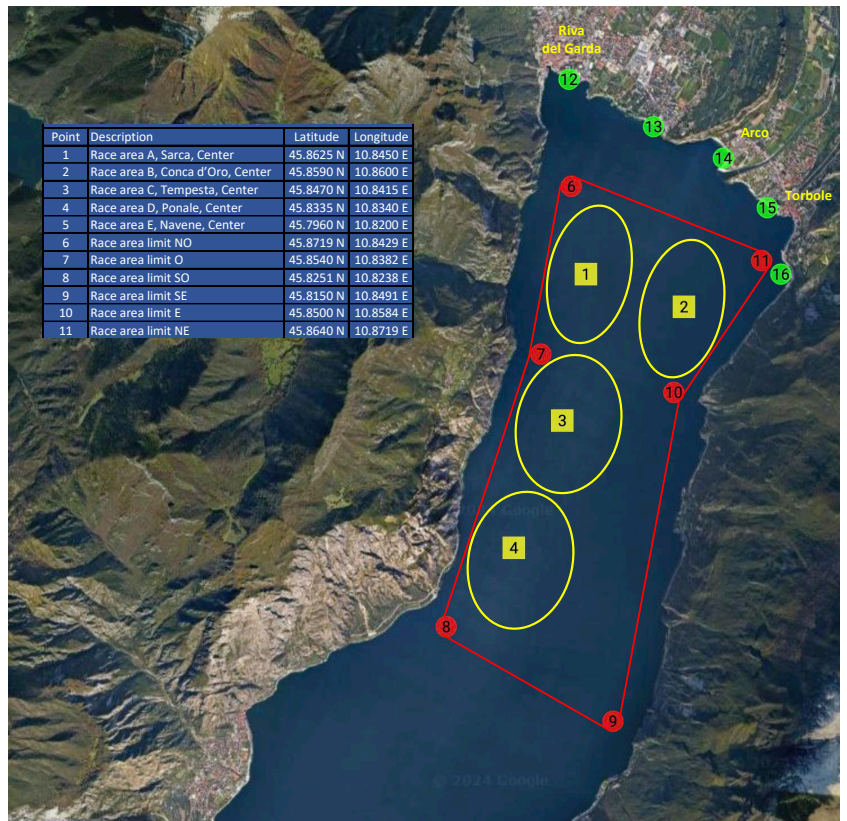 Riva
del Garda
12
13
Arco
14
Torbole
15
16
Point Description Latitude Longitude
1 Race area A, Sarca, Center 45.8625 N 10.8450 E
2 Race area B, Conca d'Oro, Center 45.8590 N 10.8600 E
3 Race area C, Tempesta, Center 45.8470 N 10.8415 E
4 Race area D, Ponale, Center 45.8335 N 10.8340 E
5 Race area E, Navene, Center 45.7960 N 10.8200 E
6 Race area limit NO 45.8719 N 10.8429 E
7 Race area limit O 45.8540 N 10.8382 E
8 Race area limit SO 45.8251 N 10.8238 E
9 Race area limit SE 45.8150 N 10.8491 E
10 Race area limit E 45.8500 N 10.8584 E
11 Race area limit NE 45.8640 N 10.8719 E
6
11
1
2
7
10
3
4
8
9
© 2024 Google